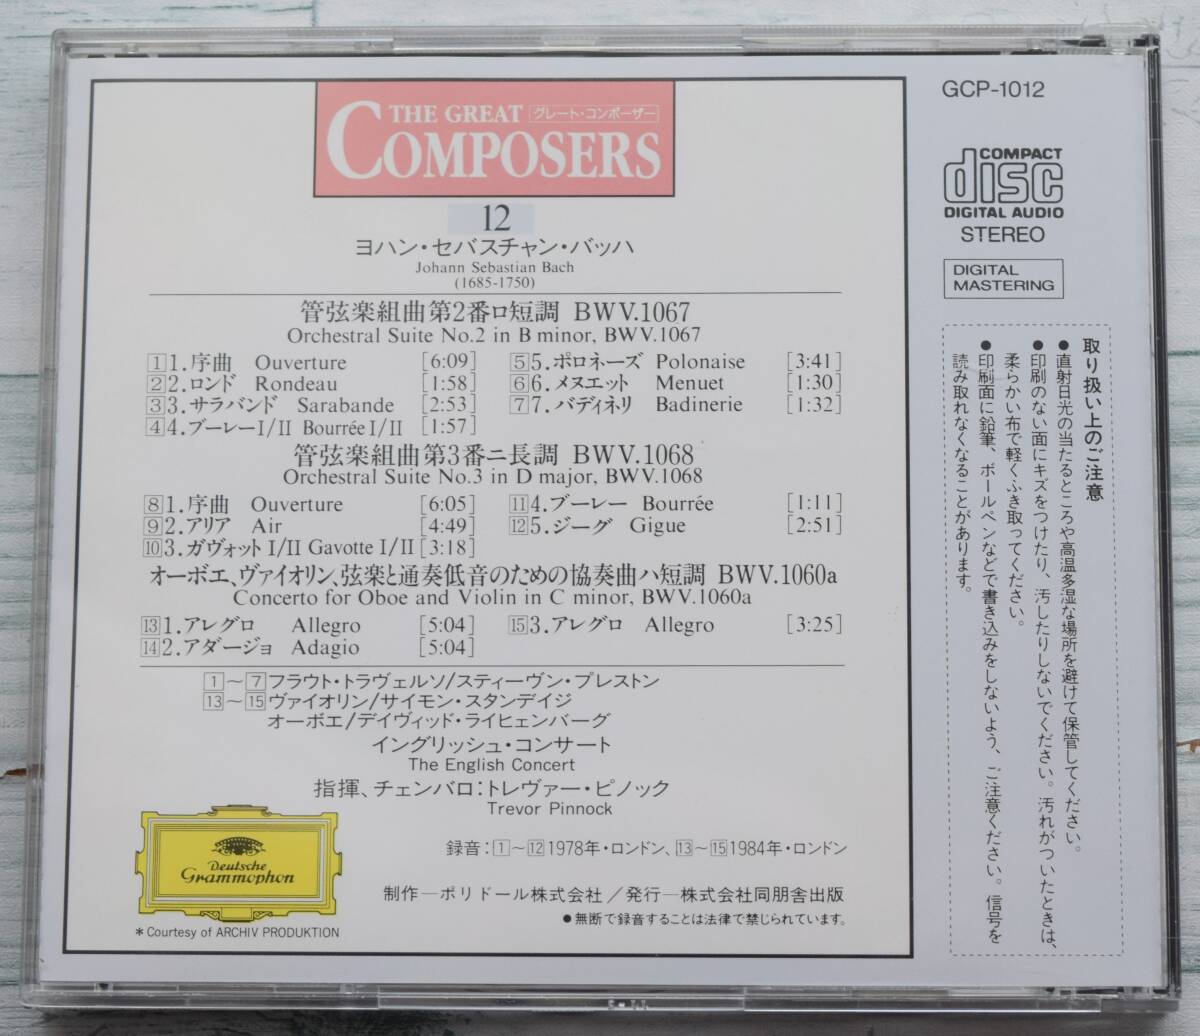 THE GREAT グレート・コンポーザー
COMPOSERS
12
ヨハン・セバスチャン・バッハ
Johann Sebastian Bach
(1685-1750)
管弦楽組曲第2番ロ短調 BWV.1067
Orchestral Suite No.2 in B minor, BWV.1067
1 1.序曲 Ouverture [6:09]
2 2.ロンド Rondeau [1:58]
3 3.サラバンド Sarabande [2:53]
4 4.ブーレーI/II Bourrée I/II [1:57]
5 5.ポロネーズ Polonaise [3:41]
6 6.メヌエット Menuet [1:30]
7 7.バディネリ Badinerie [1:32]
管弦楽組曲第3番ニ長調 BWV.1068
Orchestral Suite No.3 in D major, BWV.1068
8 1.序曲 Ouverture [6:05]
9 2.アリア Air [4:49]
10 3.ガヴォット I/II Gavotte I/II [3:18]
11 4.ブーレー Bourrée [1:11]
12 5.ジーグ Gigue [2:51]
オーボエ、ヴァイオリン、弦楽と通奏低音のための協奏曲ハ短調 BWV.1060a
Concerto for Oboe and Violin in C minor, BWV.1060a
13 1.アレグロ Allegro [5:04]
14 2.アダージョ Adagio [5:04]
15 3.アレグロ Allegro [3:25]
1～7 フラウト・トラヴェルソ/スティーヴン・プレストン
13～15 ヴァイオリン/サイモン・スタンデイジ
オーボエ/デイヴィッド・ライヒェンバーグ
イングリッシュ・コンサート
The English Concert
指揮、チェンバロ:トレヴァー・ピノック
Trevor Pinnock
録音:1～12 1978年・ロンドン、13～15 1984年・ロンドン
制作―ポリドール株式会社/発行―株式会社同朋舎出版
●無断で録音することは法律で禁じられています。
Deutsche
Grammophon
* Courtesy of ARCHIV PRODUKTION
GCP-1012
COMPACT
disc
DIGITAL AUDIO
STEREO
DIGITAL
MASTERING
取り扱い上のご注意
●直射日光の当たるところや高温多湿な場所を避けて保管してください。
●印刷のない面にキズをつけたり、汚したりしないでください。汚れがついたときは、
柔らかい布で軽くふき取ってください。
●印刷面に鉛筆、ボールペンなどで書き込みをしないよう、ご注意ください。信号を
読み取れなくなることがあります。